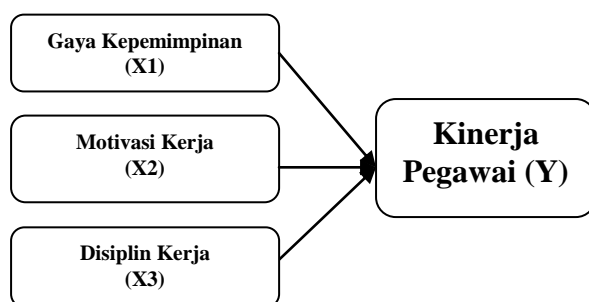 Gaya Kepemimpinan
(X1)
Motivasi Kerja
(X2)
Disiplin Kerja
(X3)
Kinerja
Pegawai (Y)